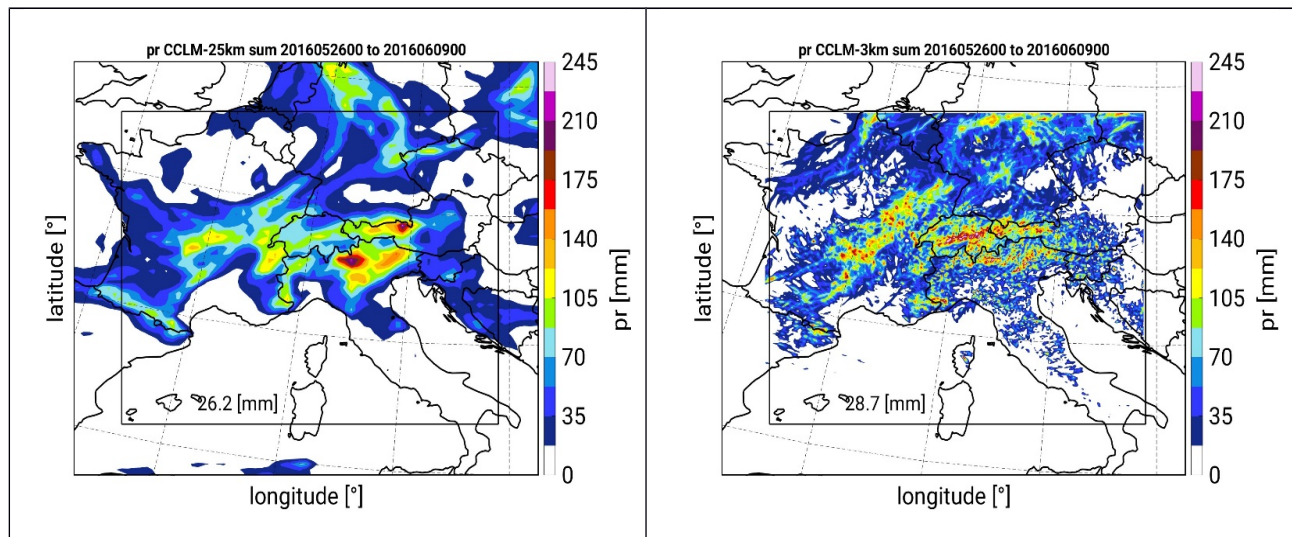 pr CCLM-25km sum 2016052600 to 2016060900
245
210
175
140
105
70
35
0
pr [mm]
latitude [°]
longitude [°]
26.2 [mm]
pr CCLM-3km sum 2016052600 to 2016060900
245
210
175
140
105
70
35
0
pr [mm]
latitude [°]
longitude [°]
28.7 [mm]